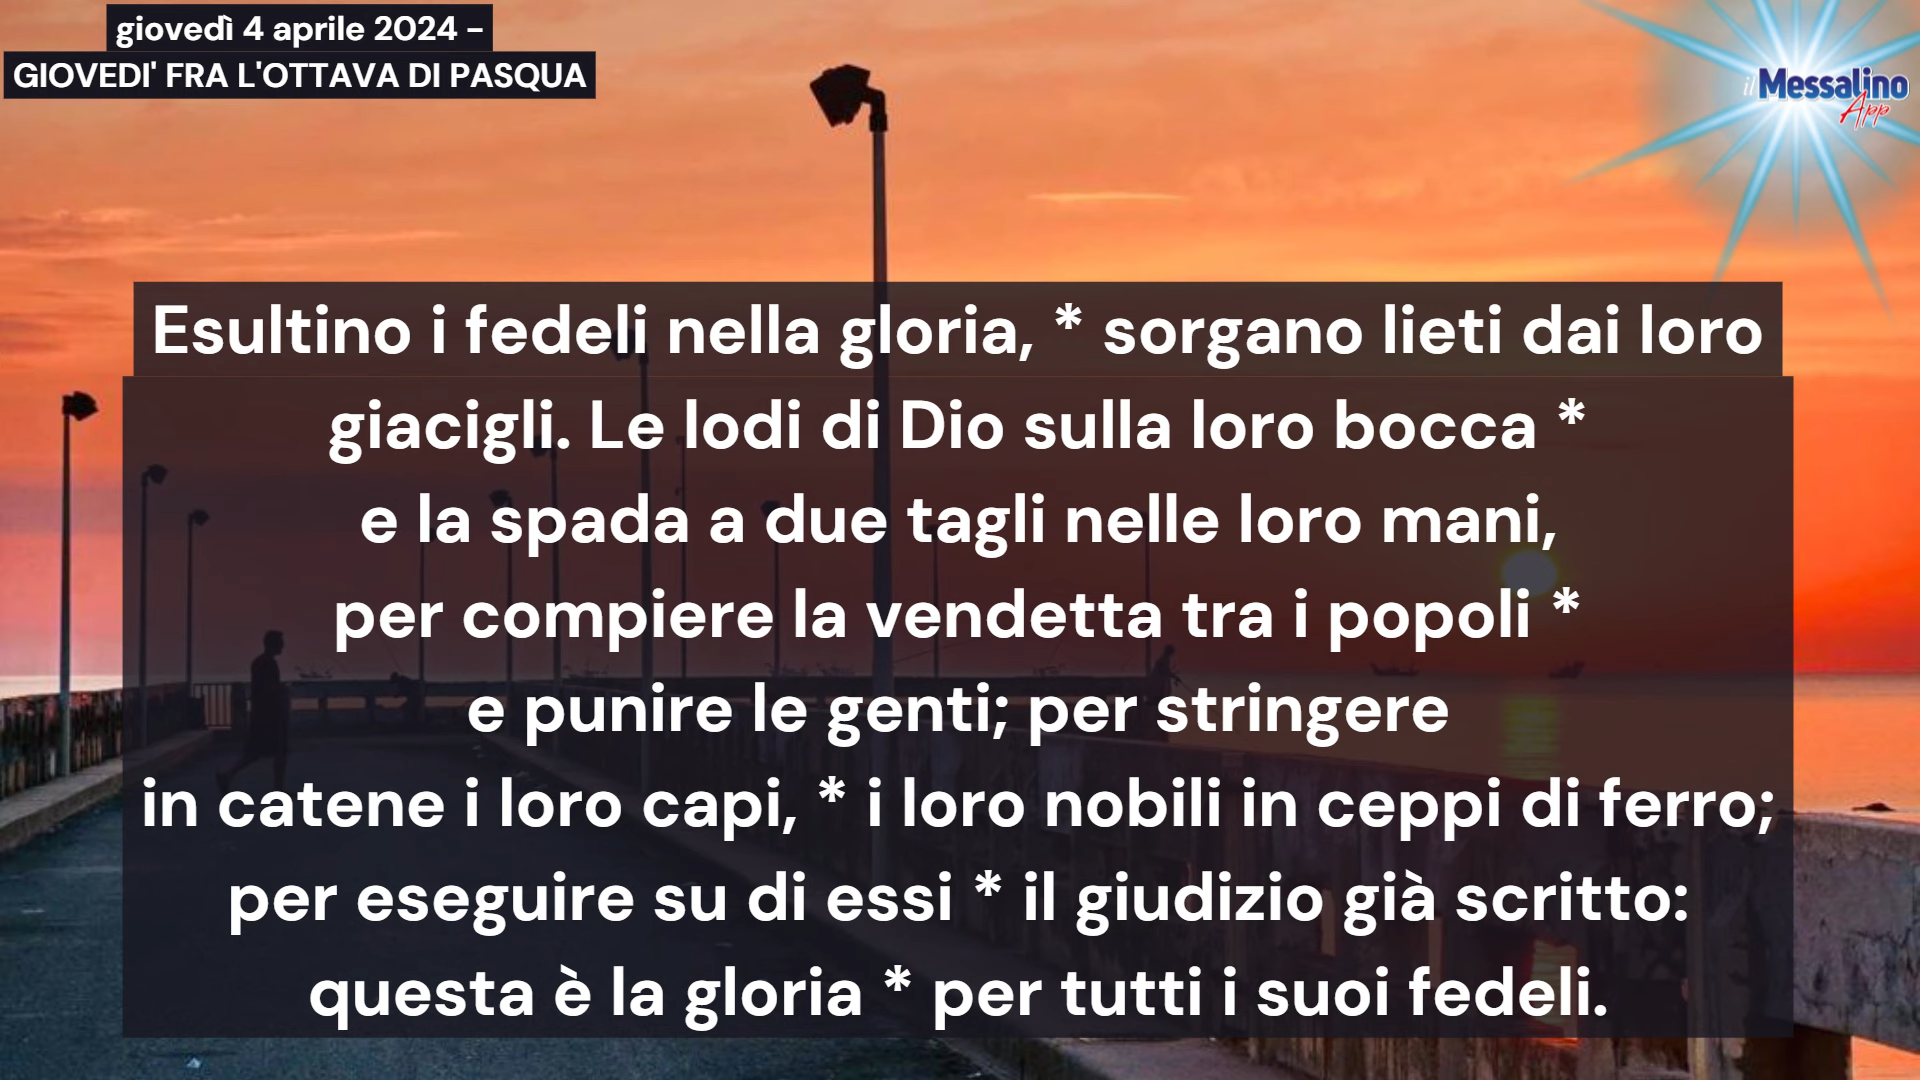 giovedì 4 aprile 2024 -
GIOVEDI' FRA L'OTTAVA DI PASQUA
il Messalino
App
Esultino i fedeli nella gloria, * sorgano lieti dai loro
giacigli. Le lodi di Dio sulla loro bocca *
e la spada a due tagli nelle loro mani,
per compiere la vendetta tra i popoli *
e punire le genti; per stringere
in catene i loro capi, * i loro nobili in ceppi di ferro;
per eseguire su di essi * il giudizio già scritto:
questa è la gloria * per tutti i suoi fedeli.